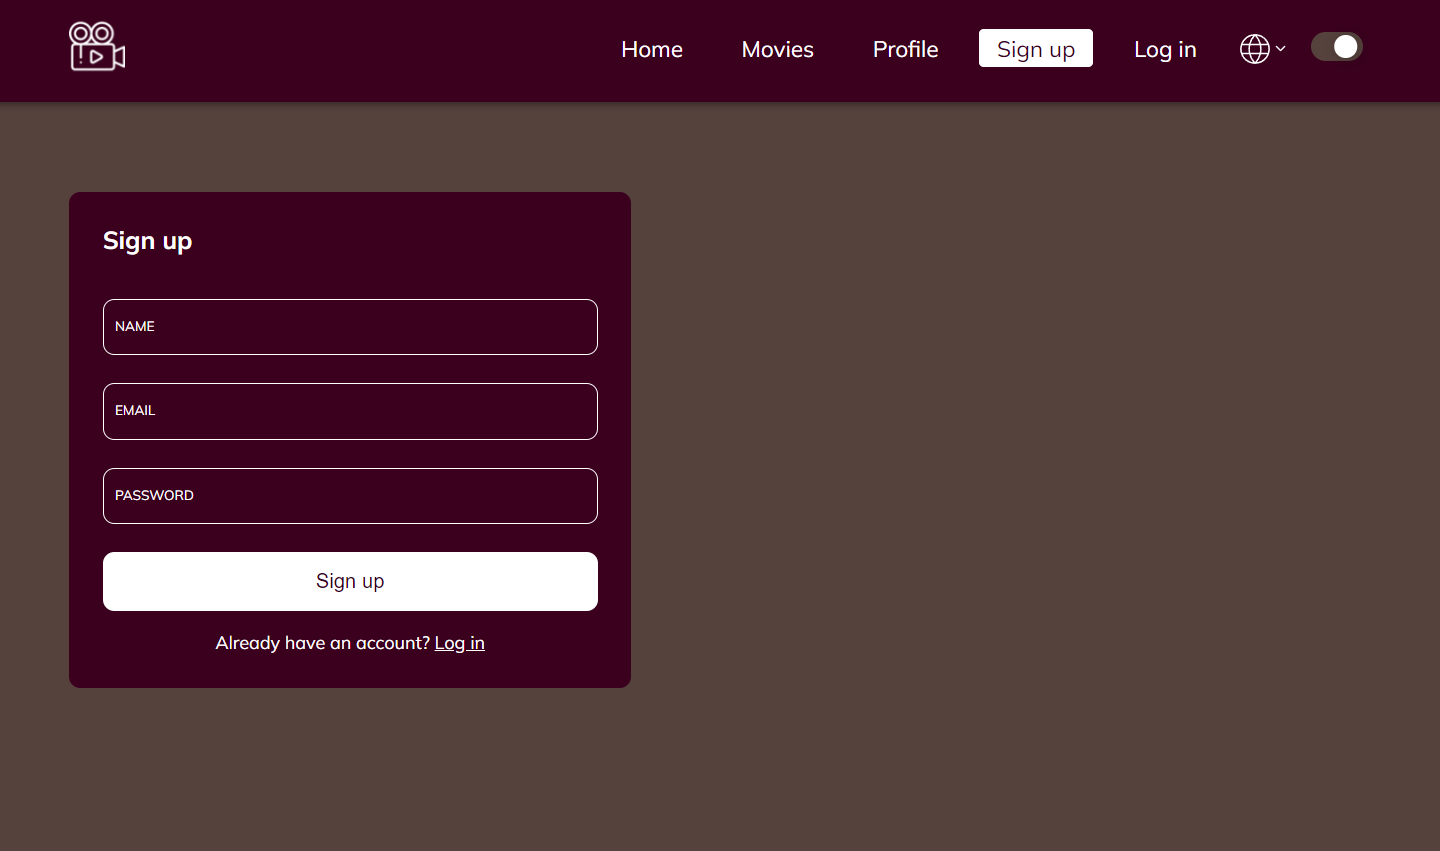 Home Movies Profile Sign up Log in
Sign up
NAME
EMAIL
PASSWORD
Sign up
Already have an account? Log in